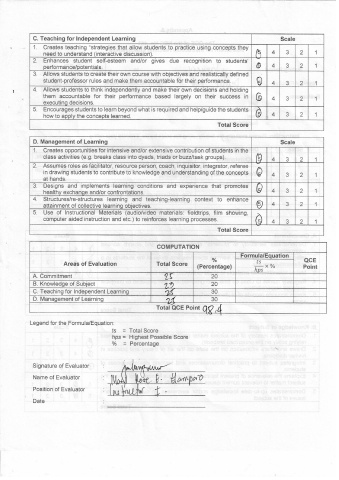 C. Teaching for Independent Learning Scale
1. Creates teaching strategies that allow students to practice using concepts they need to understand (interactive discussion). 5 4 3 2 1
2. Enhances student self-esteem and/or gives due recognition to students' performance/potentials. 5 4 3 2 1
3. Allows students to create their own course with objectives and realistically defined student-professor rules and make them accountable for their performance. 5 4 3 2 1
4. Allows students to think independently and make their own decisions and holding them accountable for their performance based largely on their success in executing decisions. 5 4 3 2 1
5. Encourages students to learn beyond what is required and help/guide the students how to apply the concepts learned. 5 4 3 2 1
Total Score
D. Management of Learning Scale
1. Creates opportunities for intensive and/or extensive contribution of students in the class activities (e.g. breaks class into dyads, triads or buzz/task groups). 5 4 3 2 1
2. Assumes roles as facilitator, resource person, coach, inquisitor, integrator, referee in drawing students to contribute to knowledge and understanding of the concepts at hands. 5 4 3 2 1
3. Designs and implements learning conditions and experience that promotes healthy exchange and/or confrontations. 5 4 3 2 1
4. Structures/re-structures learning and teaching-learning context to enhance attainment of collective learning objectives. 5 4 3 2 1
5. Use of Instructional Materials (audio/video materials: fieldtrips, film showing, computer aided instruction and etc.) to reinforces learning processes. 5 4 3 2 1
Total Score
COMPUTATION
Areas of Evaluation Total Score % (Percentage) Formula/Equation ts/hps × % QCE Point
A. Commitment 25 20
B. Knowledge of Subject 23 20
C. Teaching for Independent Learning 25 30
D. Management of Learning 25 30
Total QCE Point 98.4
Legend for the Formula/Equation:
ts = Total Score
hps = Highest Possible Score
% = Percentage
Signature of Evaluator :
Name of Evaluator : Rose
Position of Evaluator : Instructor I
Date :